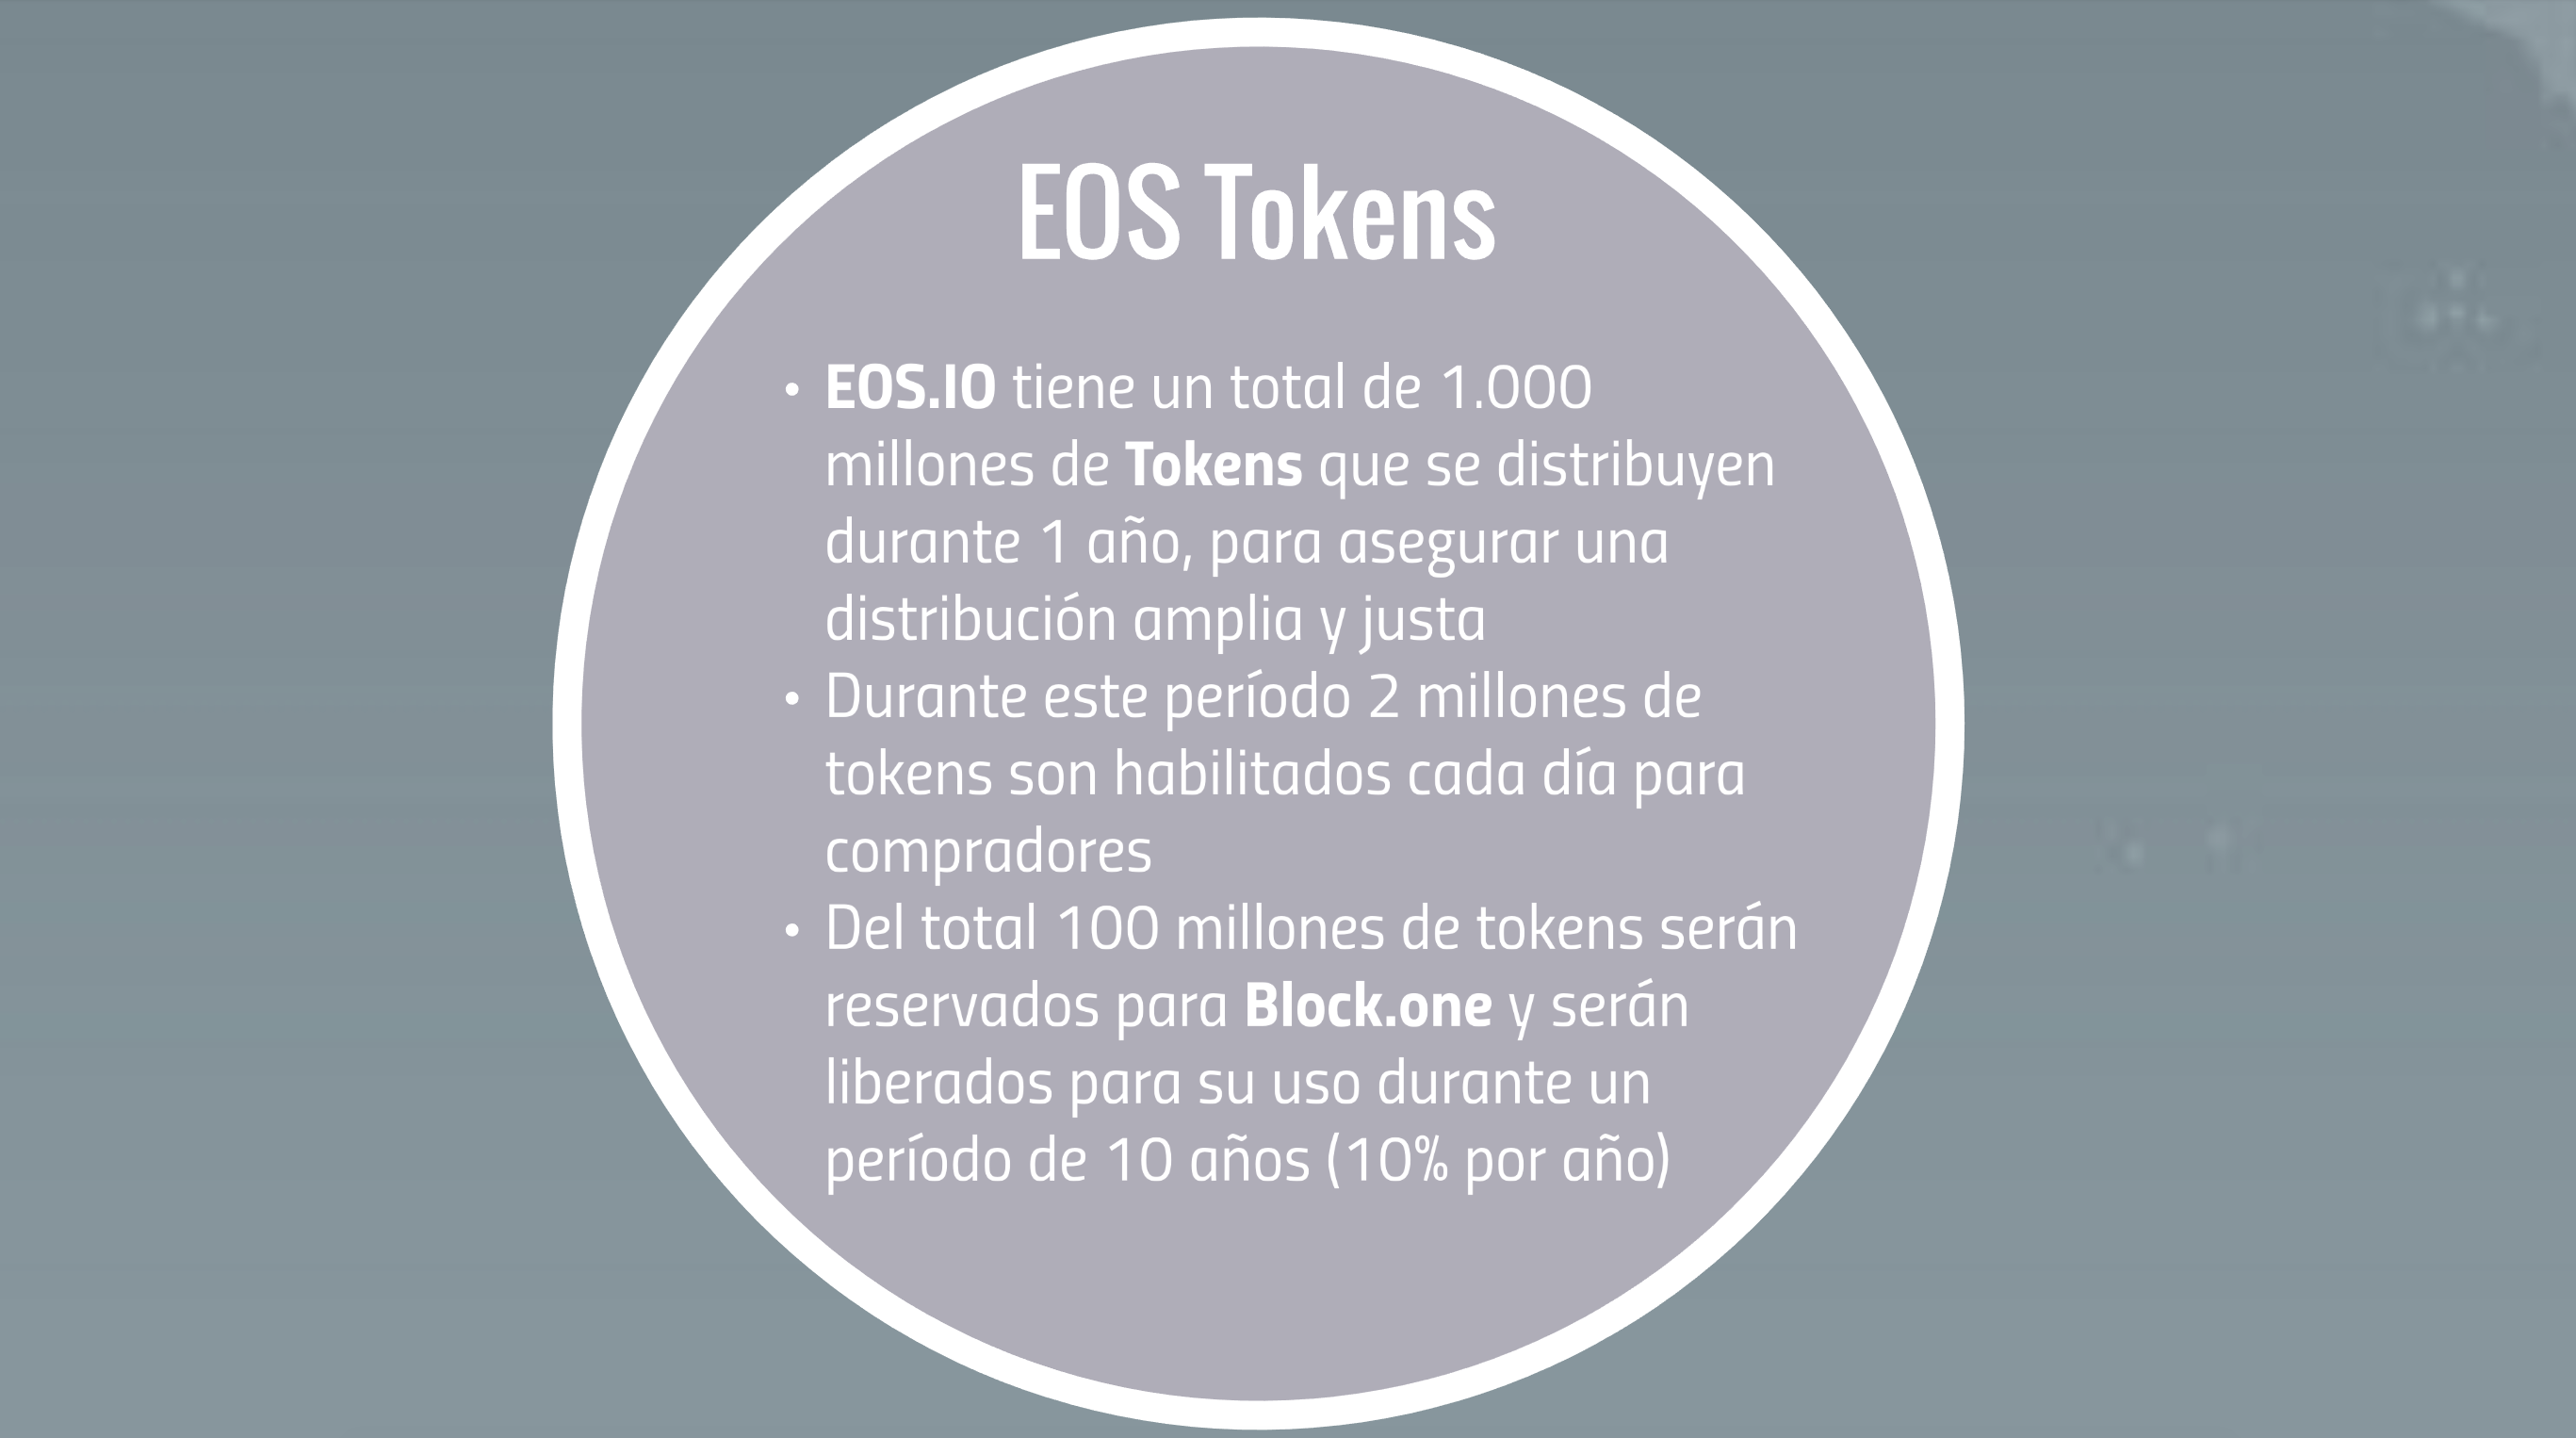 EOS Tokens
• EOS.IO tiene un total de 1.000
millones de Tokens que se distribuyen
durante 1 año, para asegurar una
distribución amplia y justa
• Durante este período 2 millones de
tokens son habilitados cada día para
compradores
• Del total 100 millones de tokens serán
reservados para Block.one y serán
liberados para su uso durante un
período de 10 años (10% por año)